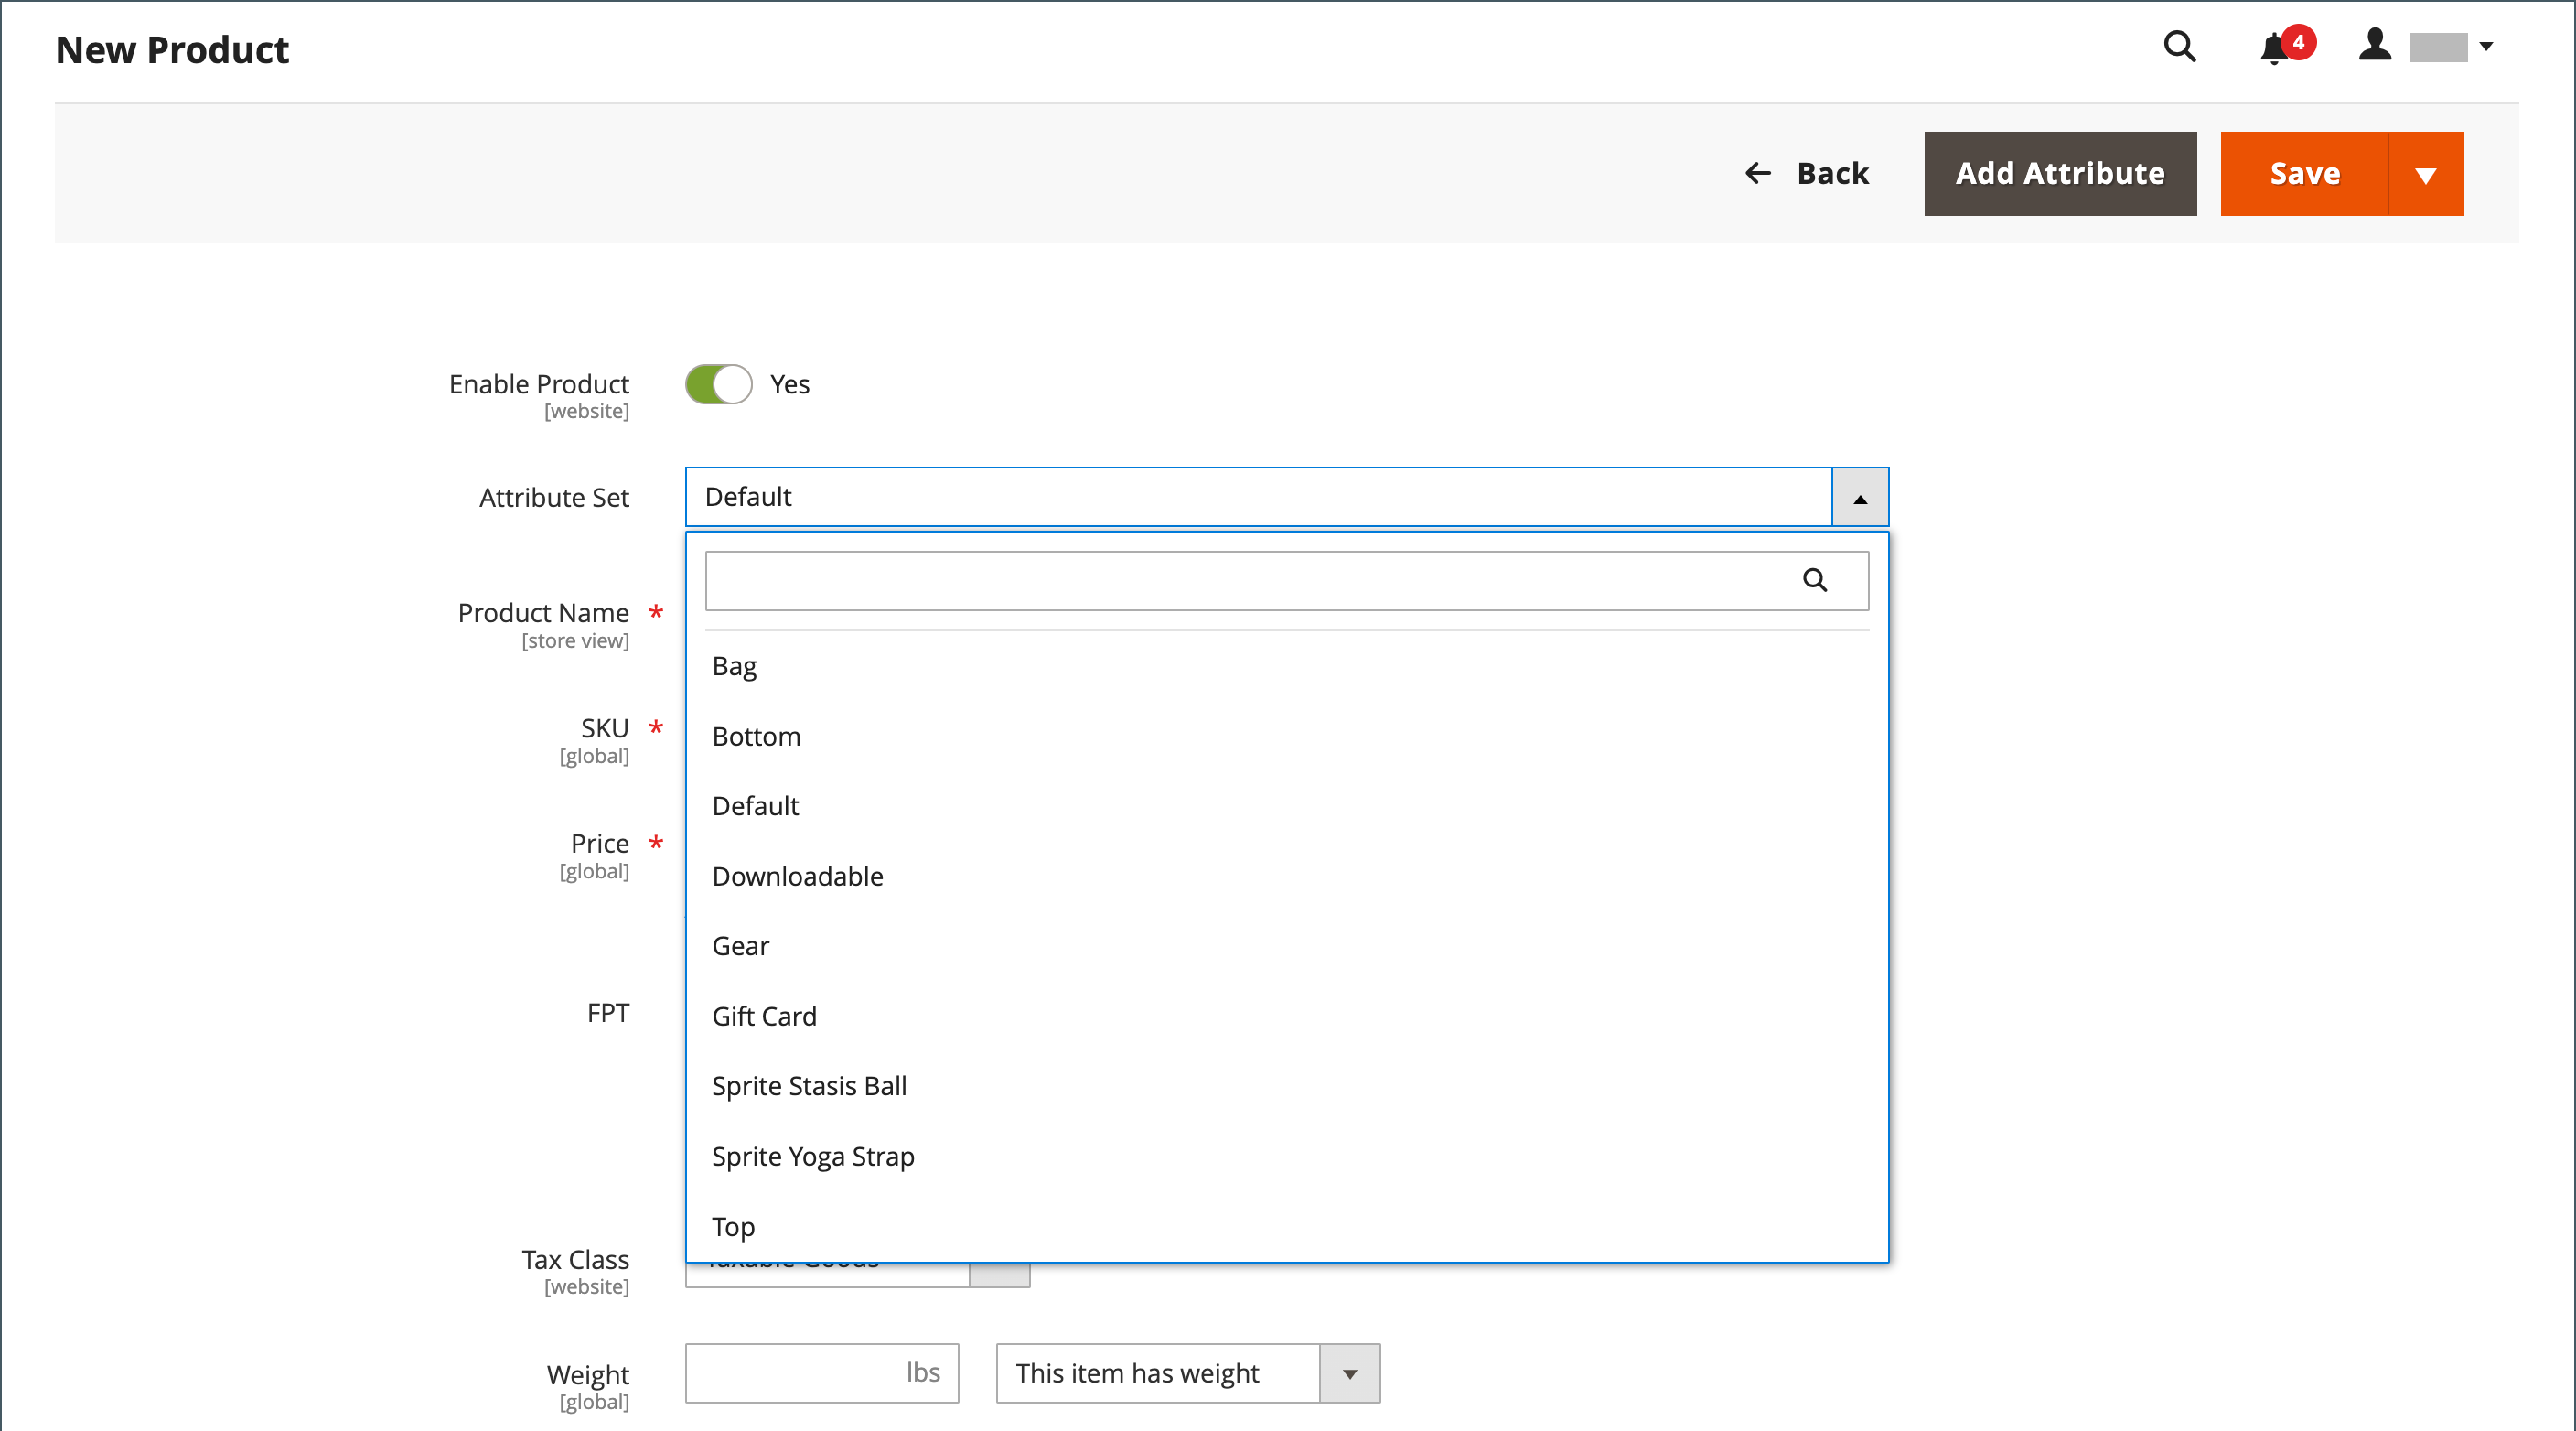 New Product
4
Back
Add Attribute
Save
Enable Product
Yes
[website]
Attribute Set
Default
Product Name *
[store view]
Bag
SKU *
[global]
Bottom
Default
Price *
[global]
Downloadable
Gear
FPT
Gift Card
Sprite Stasis Ball
Sprite Yoga Strap
Top
Tax Class
Taxable Goods
[website]
Weight
lbs
This item has weight
[global]